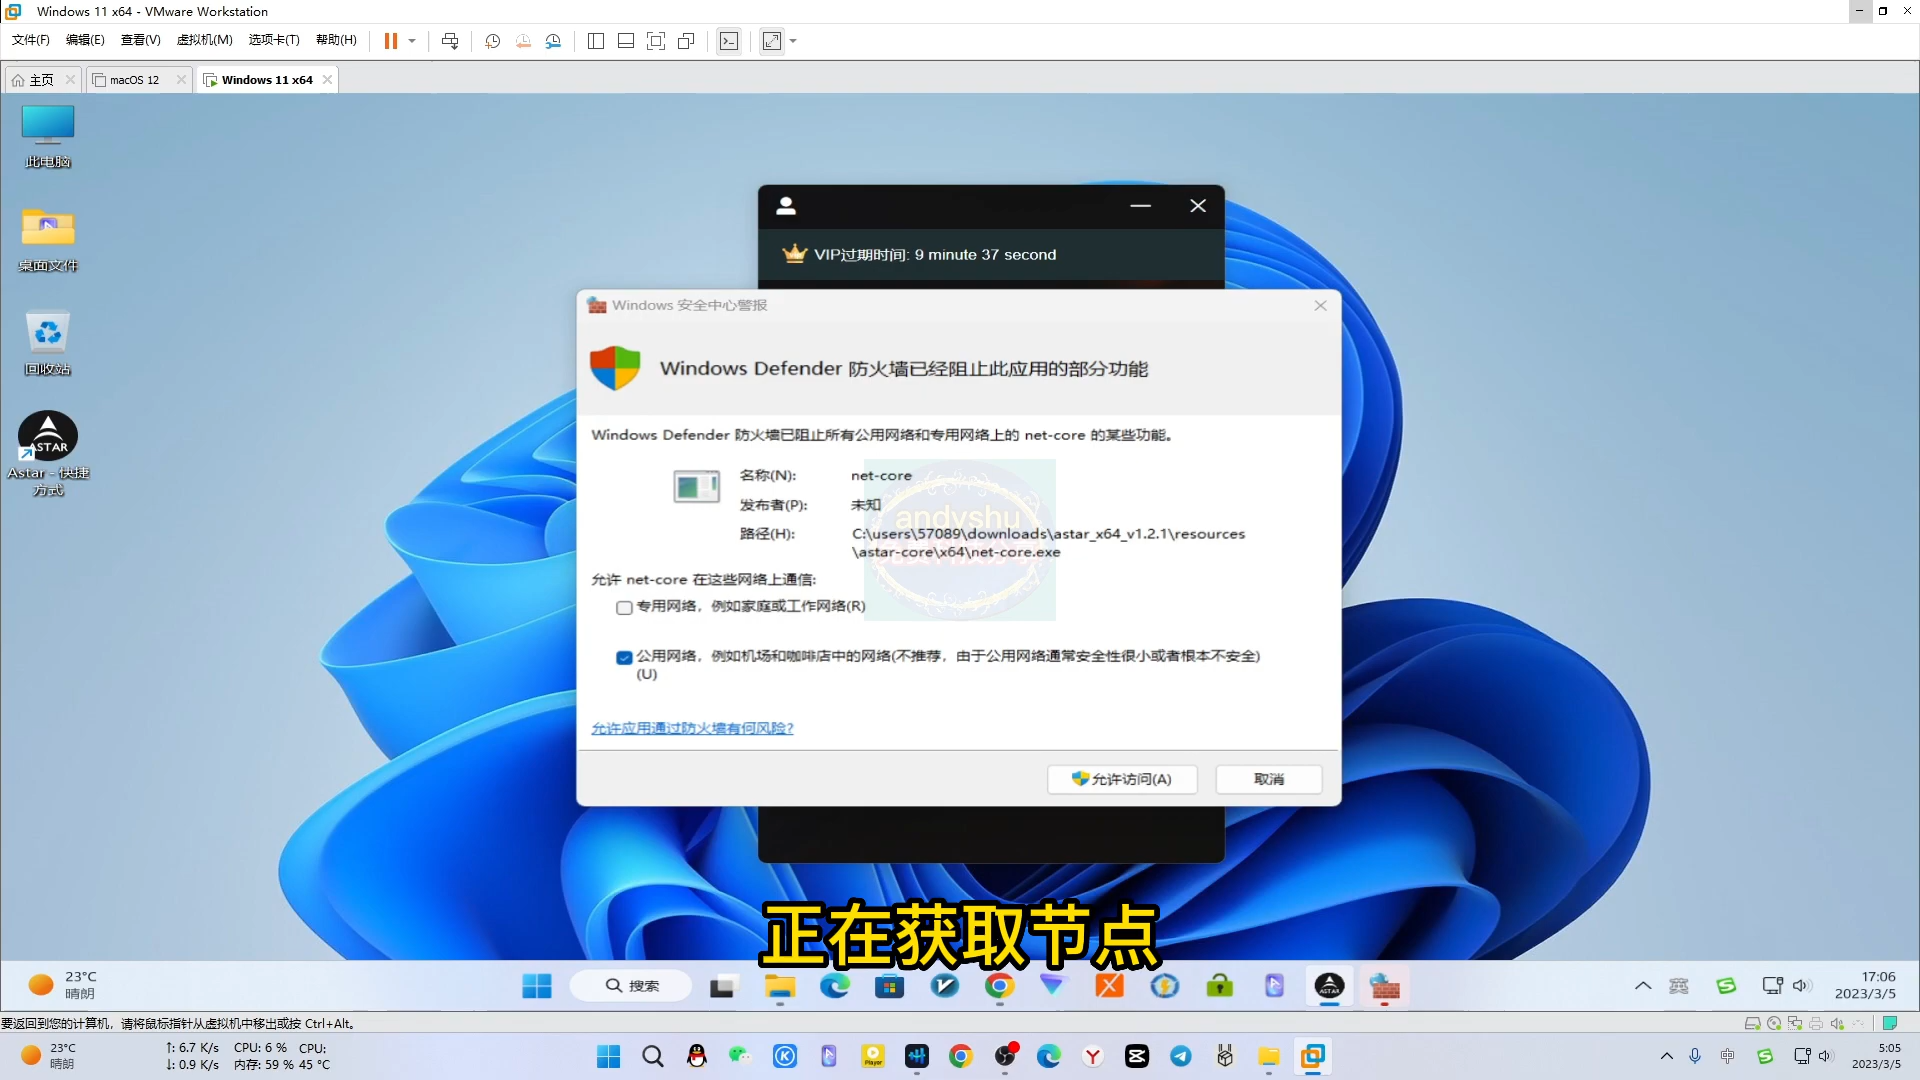 Windows 11 x64 - VMware Workstation
文件(F) 编辑(E) 查看(V) 虚拟机(M) 选项卡(T) 帮助(H)
主页 macOS 12 Windows 11 x64
此电脑
桌面文件
回收站
ASTAR
Astar - 快捷
方式
VIP过期时间: 9 minute 37 second
Windows 安全中心警报
Windows Defender 防火墙已经阻止此应用的部分功能
Windows Defender 防火墙已阻止所有公用网络和专用网络上的 net-core 的某些功能。
名称(N): net-core
发布者(P): 未知
路径(H): C:\users\57089\downloads\astar_x64_v1.2.1\resources
\astar-core\x64\net-core.exe
andyshu
允许 net-core 在这些网络上通信:
专用网络，例如家庭或工作网络(R)
公用网络，例如机场和咖啡店中的网络(不推荐，由于公用网络通常安全性很小或者根本不安全)
(U)
允许应用通过防火墙有何风险?
允许访问(A) 取消
正在获取节点
23°C
晴朗
搜索
ASTAR
英
17:06
2023/3/5
要返回到您的计算机，请将鼠标指针从虚拟机中移出或按 Ctrl+Alt。
23°C
晴朗
↑: 6.7 K/s CPU: 6 % CPU:
↓: 0.9 K/s 内存: 59 % 45 °C
Player
中
5:05
2023/3/5